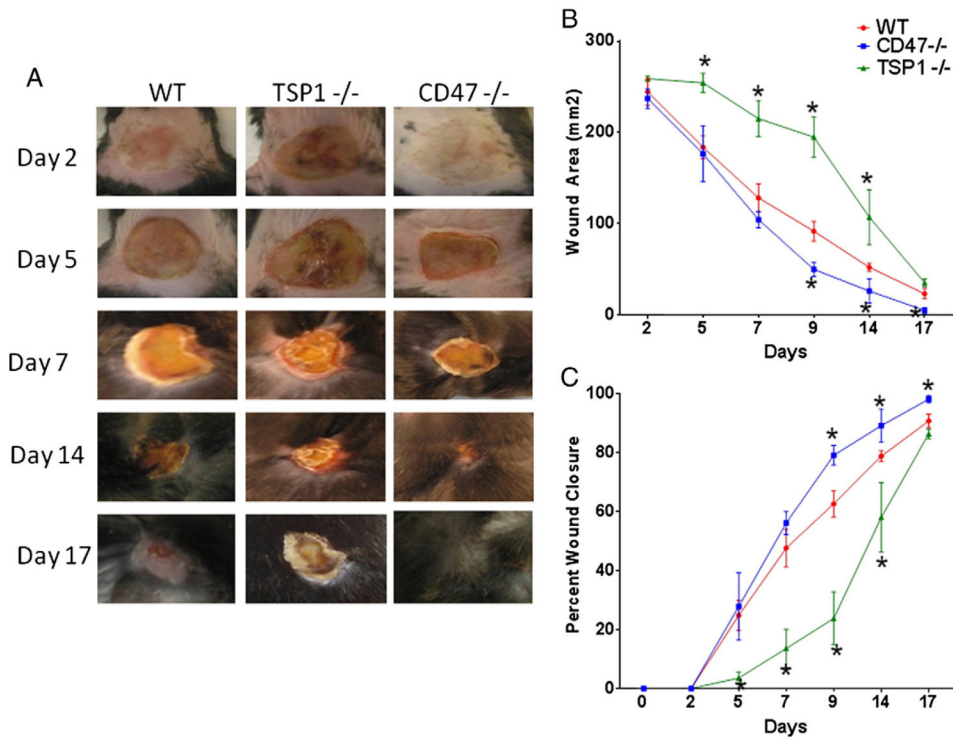 A
WT TSP1 -/- CD47 -/-
Day 2
Day 5
Day 7
Day 14
Day 17
B
WT
CD47-/-
TSP1 -/-
Wound Area (mm2)
300
200
100
0
* * * * * * *
2 5 7 9 14 17
Days
C
Percent Wound Closure
100
80
60
40
20
0
* * * * * * *
0 2 5 7 9 14 17
Days